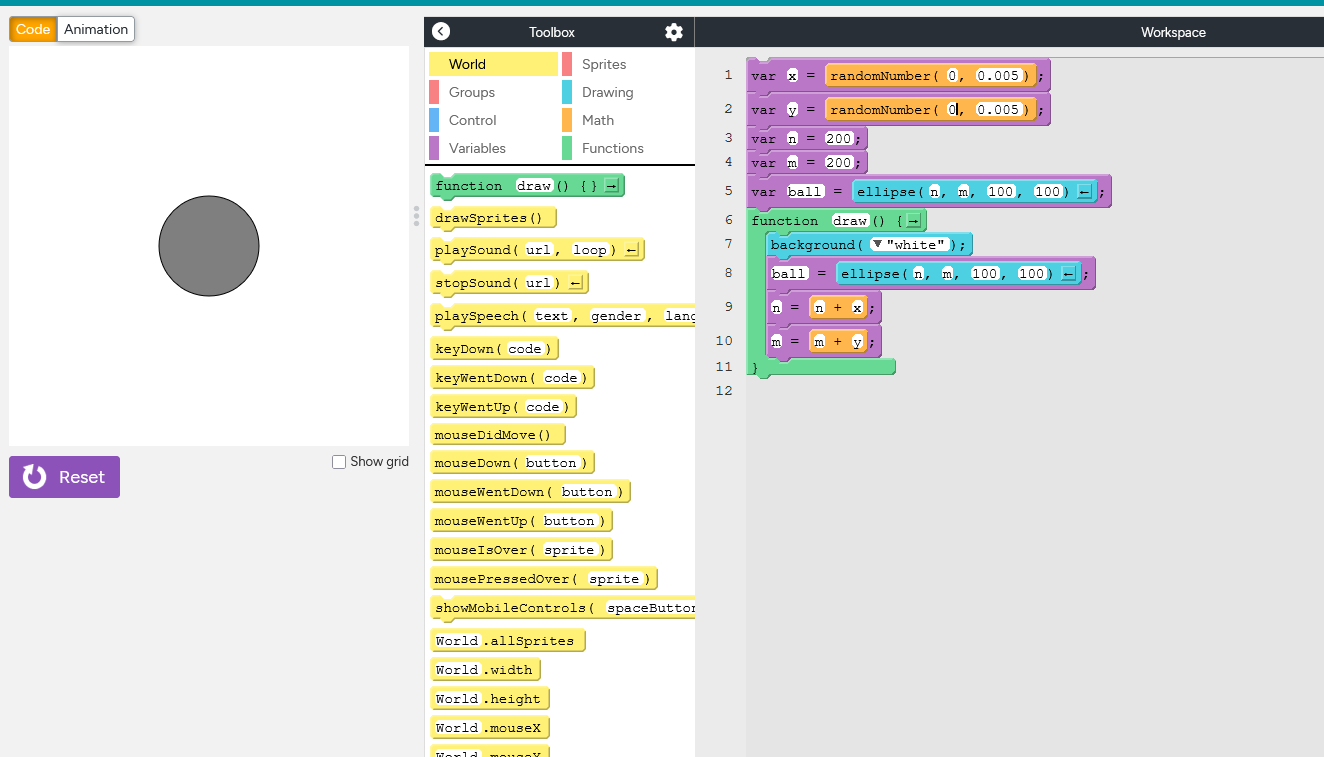 Code Animation
Toolbox
Workspace
World
Sprites
Groups
Drawing
Control
Math
Variables
Functions
function draw() {} →
drawSprites()
playSound( url, loop) ←
stopSound( url) ←
playSpeech( text, gender, lang
keyDown( code)
keyWentDown( code)
keyWentUp( code)
mouseDidMove()
mouseDown( button)
mouseWentDown( button)
mouseWentUp( button)
mouseIsOver( sprite)
mousePressedOver( sprite)
showMobileControls( spaceButton
World.allSprites
World.width
World.height
World.mouseX
World.mouseY
1 var x = randomNumber( 0, 0.005);
2 var y = randomNumber( 0, 0.005);
3 var n = 200;
4 var m = 200;
5 var ball = ellipse( n, m, 100, 100) ←;
6 function draw() { →
7 background( ▼"white");
8 ball = ellipse( n, m, 100, 100) ←;
9 n = n + x;
10 m = m + y;
11 }
12
Show grid
Reset